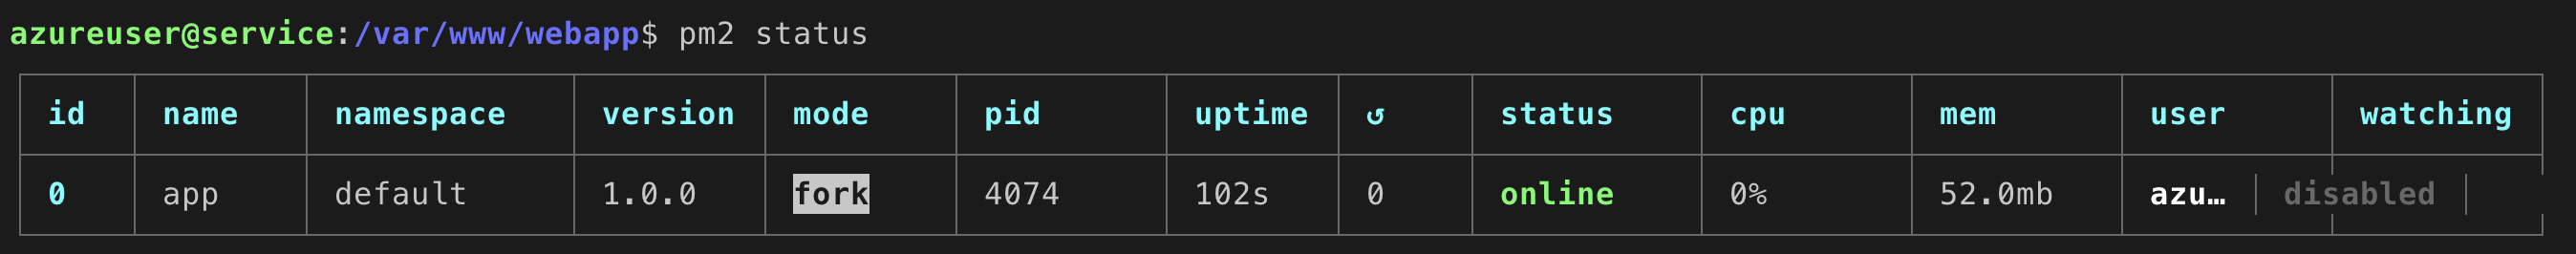 azureuser@service:/var/www/webapp$ pm2 status
id name namespace version mode pid uptime ↺ status cpu mem user watching
0 app default 1.0.0 fork 4074 102s 0 online 0% 52.0mb azu… disabled